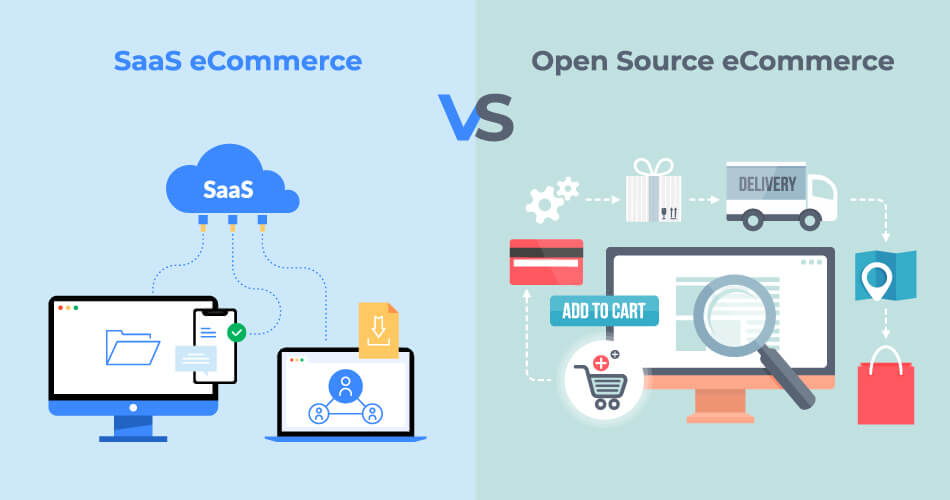 SaaS eCommerce
VS
Open Source eCommerce
SaaS
DELIVERY
ADD TO CART